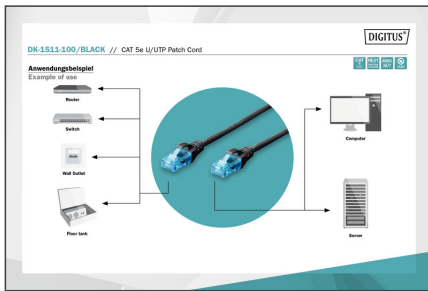 DIGITUS®
DK-1511-100/BLACK // CAT 5e U/UTP Patch Cord
Anwendungsbeispiel
Example of use
Router
Switch
Wall Outlet
Floor tank
Computer
Server